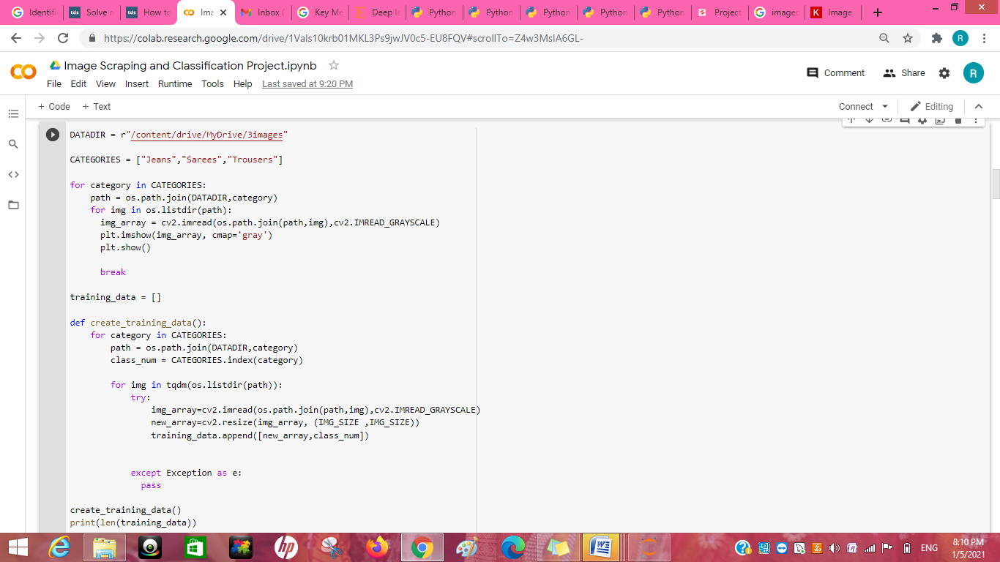 Identifi
tds Solve r
tds How to
Ima
Inbox (
Key Me
Deep le
Python
Python
Python
Python
Python
Project
image
K Image
https://colab.research.google.com/drive/1Vals10krb01MKL3Ps9jwJV0c5-EU8FQV#scrollTo=Z4w3MsIA6GL-
R
Image Scraping and Classification Project.ipynb
File Edit View Insert Runtime Tools Help Last saved at 9:20 PM
Comment Share R
+ Code + Text
Connect Editing
DATADIR = r"/content/drive/MyDrive/3images"
CATEGORIES = ["Jeans","Sarees","Trousers"]
for category in CATEGORIES:
path = os.path.join(DATADIR,category)
for img in os.listdir(path):
img_array = cv2.imread(os.path.join(path,img),cv2.IMREAD_GRAYSCALE)
plt.imshow(img_array, cmap='gray')
plt.show()
break
training_data = []
def create_training_data():
for category in CATEGORIES:
path = os.path.join(DATADIR,category)
class_num = CATEGORIES.index(category)
for img in tqdm(os.listdir(path)):
try:
img_array=cv2.imread(os.path.join(path,img),cv2.IMREAD_GRAYSCALE)
new_array=cv2.resize(img_array, (IMG_SIZE ,IMG_SIZE))
training_data.append([new_array,class_num])
except Exception as e:
pass
create_training_data()
print(len(training_data))
hp
ENG
8:10 PM
1/5/2021